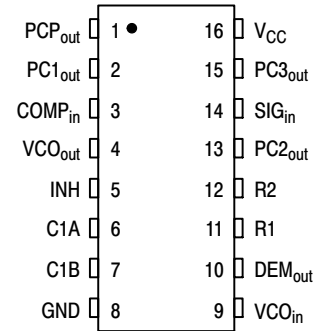 PCPout 1 16 VCC
PC1out 2 15 PC3out
COMPin 3 14 SIGin
VCOout 4 13 PC2out
INH 5 12 R2
C1A 6 11 R1
C1B 7 10 DEMout
GND 8 9 VCOin